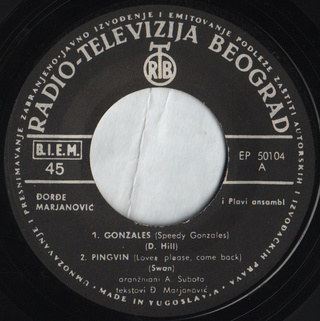 UMNOŽAVANJE I PRESNIMAVANJE ZABRANJENO·JAVNO IZVOĐENJE I EMITOVANJE PODLEŽE ZAŠTITI AUTORSKIH I IZVOĐAČKIH PRAVA
RADIO-TELEVIZIJA BEOGRAD
RTB
B.I.E.M.
45
EP 50104
A
ĐORĐE
MARJANOVIĆ
i Plavi ansambl
1. GONZALES (Speedy Gonzales)
(D. Hill)
2. PINGVIN (Lover please, come back)
(Swan)
aranžirali A. Subota
tekstovi Đ. Marjanović
MADE IN YUGOSLAVIA